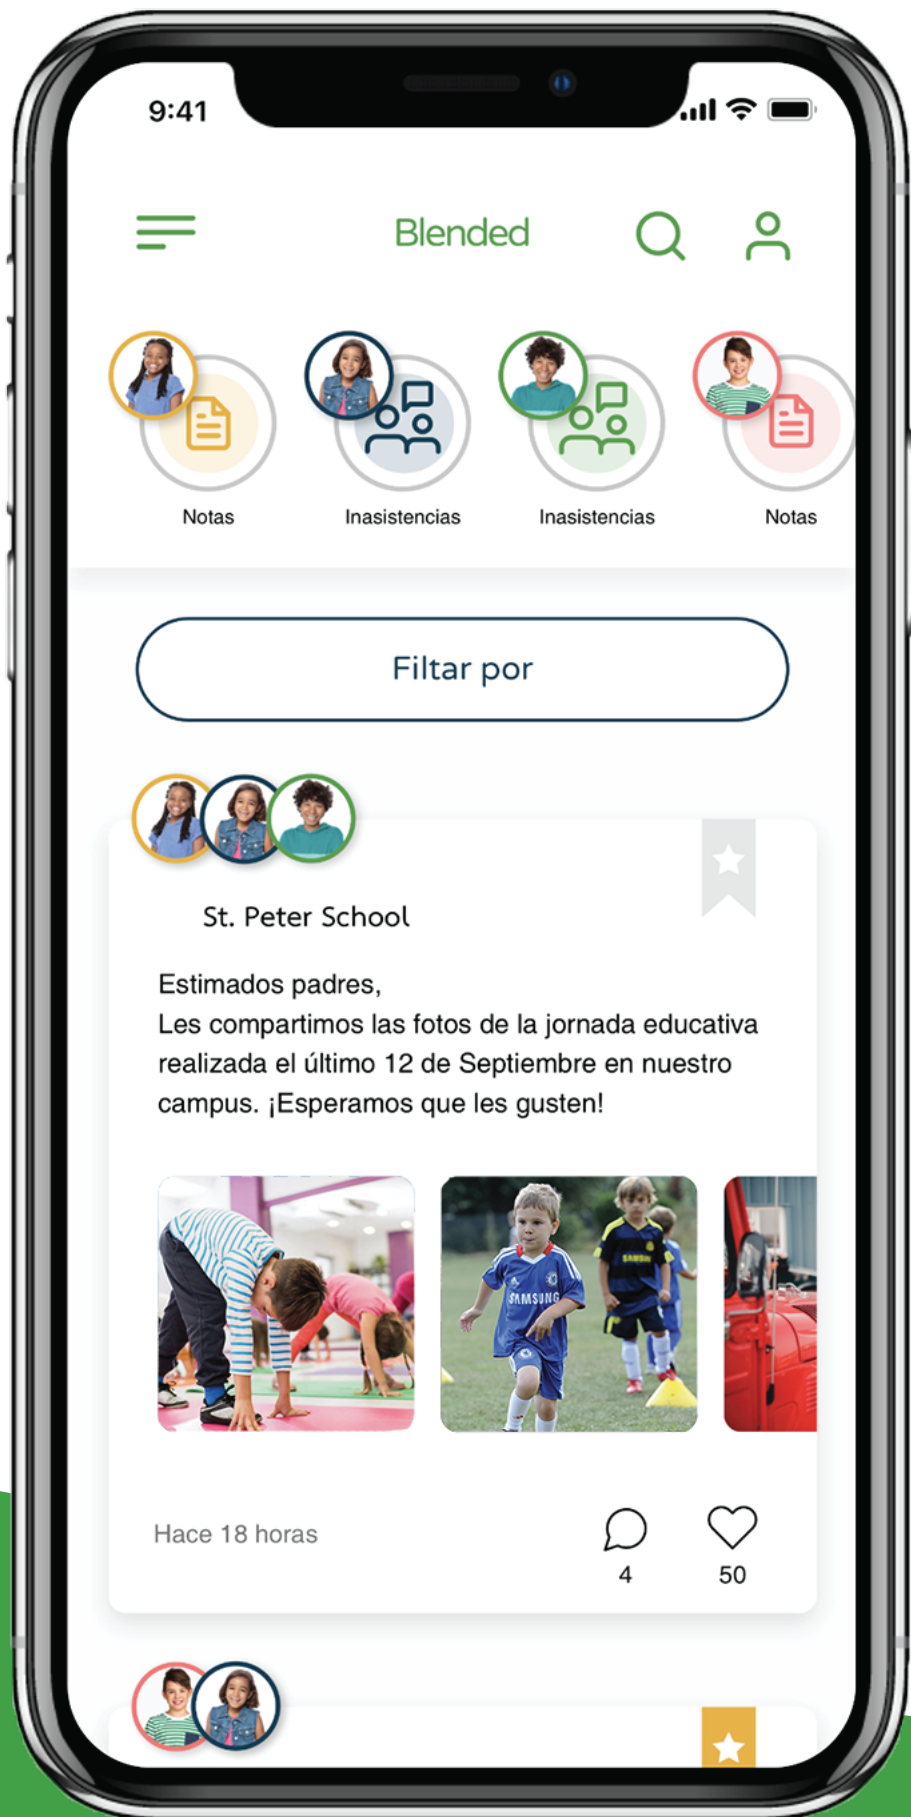 9:41
Blended
Notas
Inasistencias
Inasistencias
Notas
Filtar por
St. Peter School
Estimados padres,
Les compartimos las fotos de la jornada educativa
realizada el último 12 de Septiembre en nuestro
campus. ¡Esperamos que les gusten!
SAMSUNG
SAMSUNG
Hace 18 horas
4
50